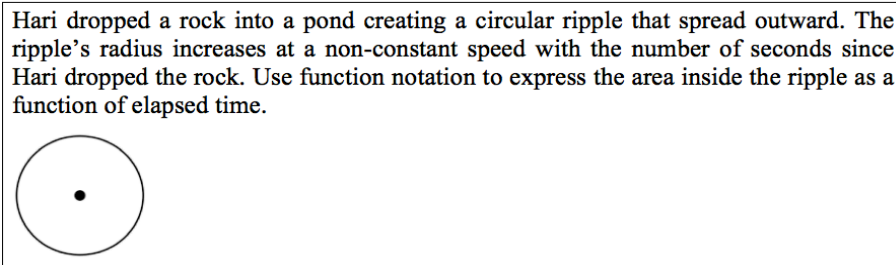 Hari dropped a rock into a pond creating a circular ripple that spread outward. The
ripple’s radius increases at a non-constant speed with the number of seconds since
Hari dropped the rock. Use function notation to express the area inside the ripple as a
function of elapsed time.